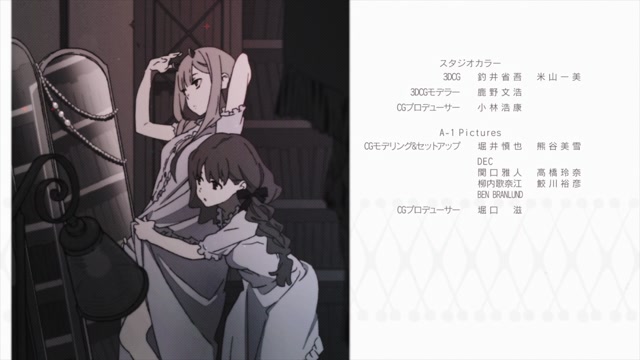 スタジオカラー
3DCG 釣井省吾 米山一美
3DCGモデラー 鹿野文浩
CGプロデューサー 小林浩康
A-1 Pictures
CGモデリング&セットアップ 堀井慎也 熊谷美雪
DEC
関口雅人 高橋玲奈
柳内歌奈江 鮫川裕彦
BEN BRANLUND
CGプロデューサー 堀口 滋